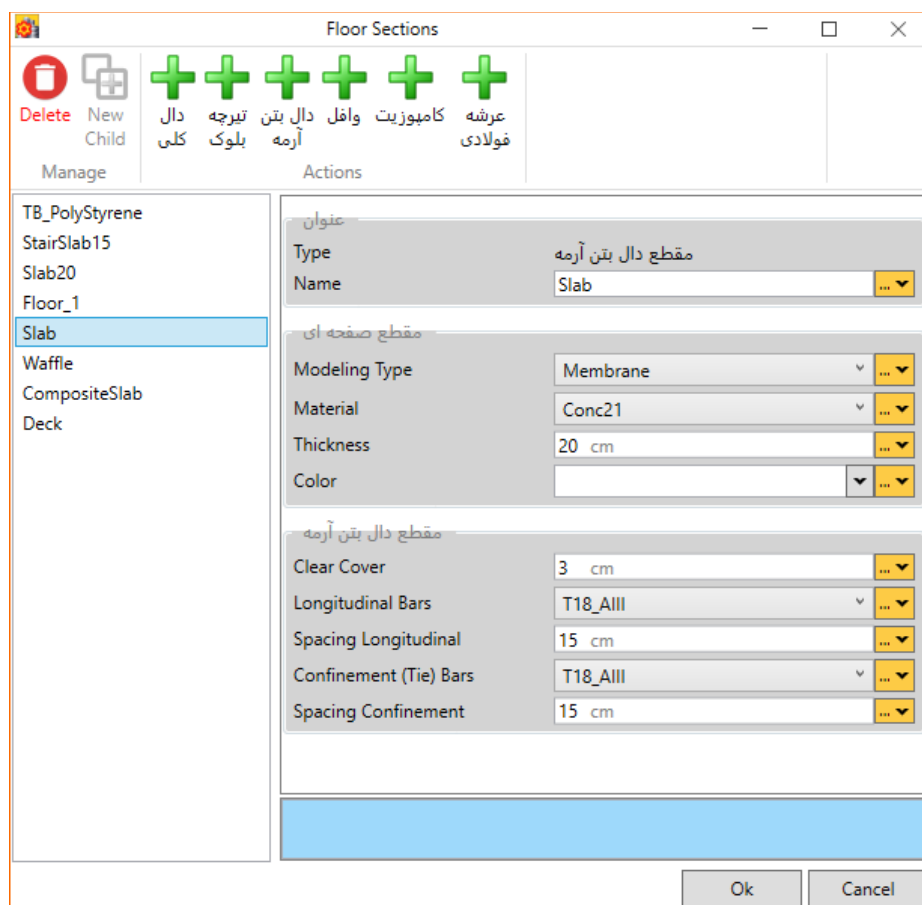 Floor Sections
Delete
New Child
دال کلی
تیرچه بلوک
دال بتن آرمه
وافل
کامپوزیت
عرشه فولادی
Manage
Actions
TB_PolyStyrene
StairSlab15
Slab20
Floor_1
Slab
Waffle
CompositeSlab
Deck
عنوان
Type مقطع دال بتن آرمه
Name Slab ...
مقطع صفحه ای
Modeling Type Membrane ...
Material Conc21 ...
Thickness 20 cm ...
Color ...
مقطع دال بتن آرمه
Clear Cover 3 cm ...
Longitudinal Bars T18_AIII ...
Spacing Longitudinal 15 cm ...
Confinement (Tie) Bars T18_AIII ...
Spacing Confinement 15 cm ...
Ok Cancel